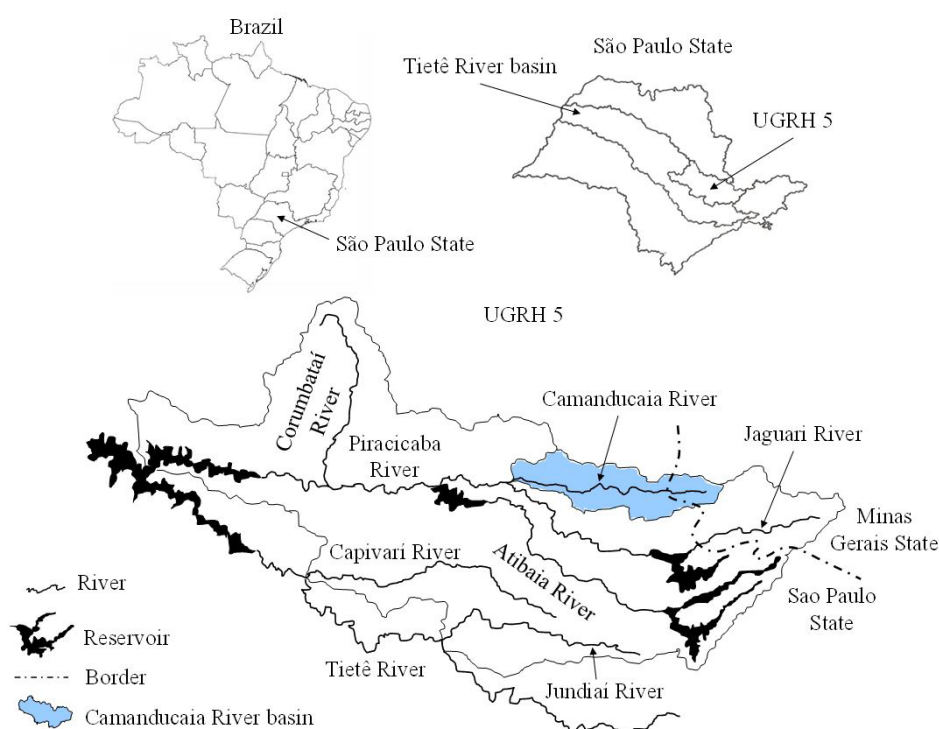 Brazil
São Paulo State
São Paulo State
Tietê River basin
UGRH 5
UGRH 5
Corumbataí
River
Piracicaba
River
Camanducaia River
Jaguari River
Minas
Gerais State
Sao Paulo
State
Capivarí River
Atibaia River
Tietê River
Jundiaí River
River
Reservoir
Border
Camanducaia River basin